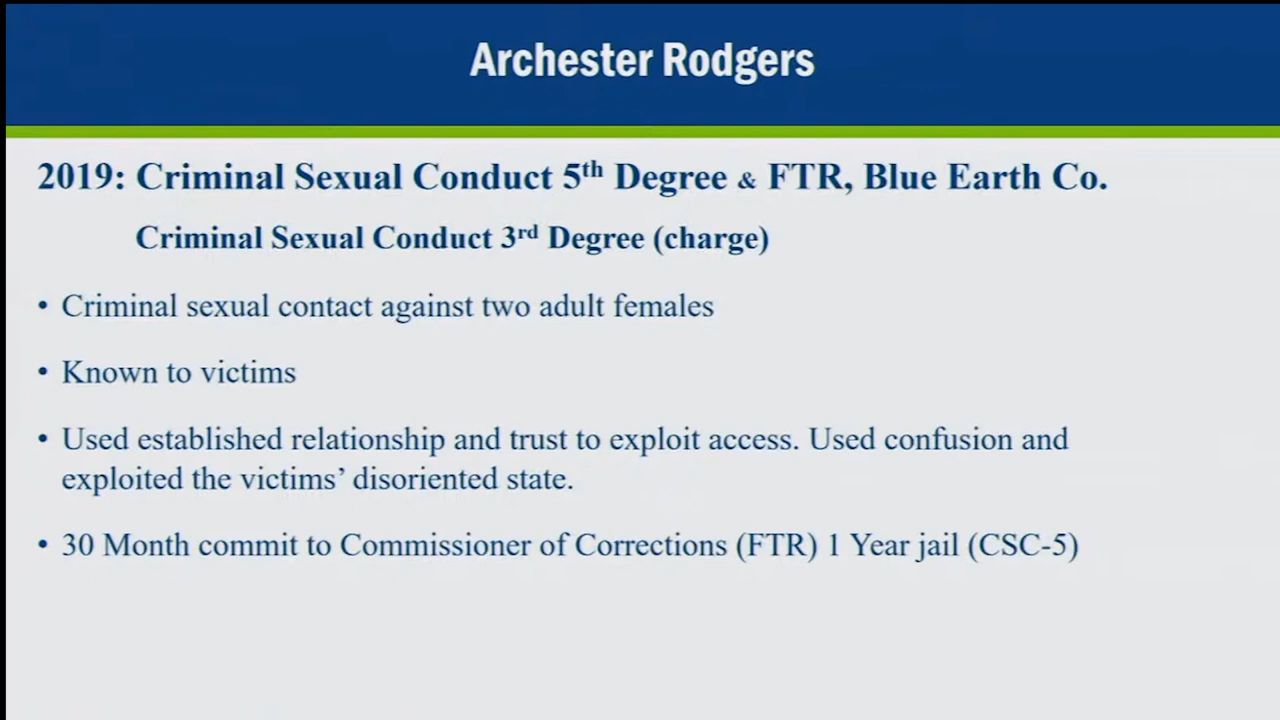 Archester Rodgers
2019: Criminal Sexual Conduct 5th Degree & FTR, Blue Earth Co.
Criminal Sexual Conduct 3rd Degree (charge)
• Criminal sexual contact against two adult females
• Known to victims
• Used established relationship and trust to exploit access. Used confusion and
exploited the victims’ disoriented state.
• 30 Month commit to Commissioner of Corrections (FTR) 1 Year jail (CSC-5)